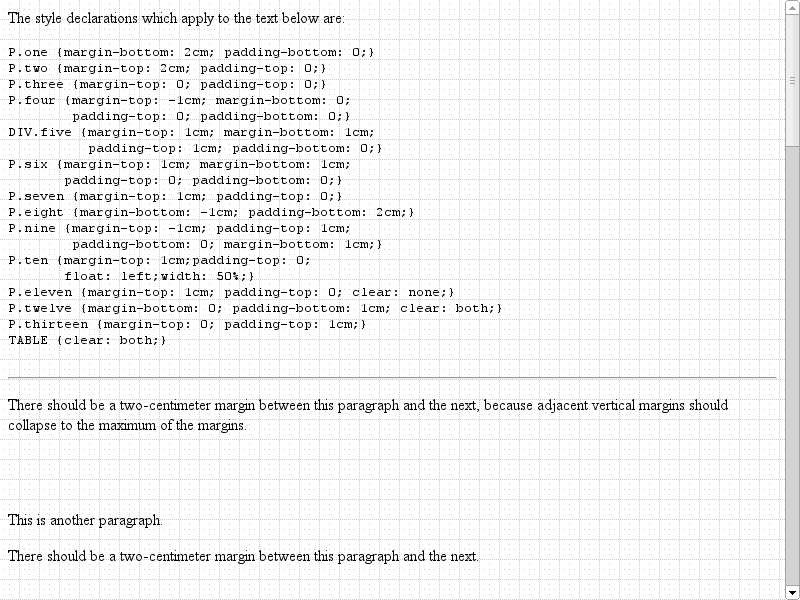 The style declarations which apply to the text below are:
P.one {margin-bottom: 2cm; padding-bottom: 0;}
P.two {margin-top: 2cm; padding-top: 0;}
P.three {margin-top: 0; padding-top: 0;}
P.four {margin-top: -1cm; margin-bottom: 0;
        padding-top: 0; padding-bottom: 0;}
DIV.five {margin-top: 1cm; margin-bottom: 1cm;
          padding-top: 1cm; padding-bottom: 0;}
P.six {margin-top: 1cm; margin-bottom: 1cm;
       padding-top: 0; padding-bottom: 0;}
P.seven {margin-top: 1cm; padding-top: 0;}
P.eight {margin-bottom: -1cm; padding-bottom: 2cm;}
P.nine {margin-top: -1cm; padding-top: 1cm;
        padding-bottom: 0; margin-bottom: 1cm;}
P.ten {margin-top: 1cm;padding-top: 0;
       float: left;width: 50%;}
P.eleven {margin-top: 1cm; padding-top: 0; clear: none;}
P.twelve {margin-bottom: 0; padding-bottom: 1cm; clear: both;}
P.thirteen {margin-top: 0; padding-top: 1cm;}
TABLE {clear: both;}
There should be a two-centimeter margin between this paragraph and the next, because adjacent vertical margins should
collapse to the maximum of the margins.
This is another paragraph.
There should be a two-centimeter margin between this paragraph and the next.